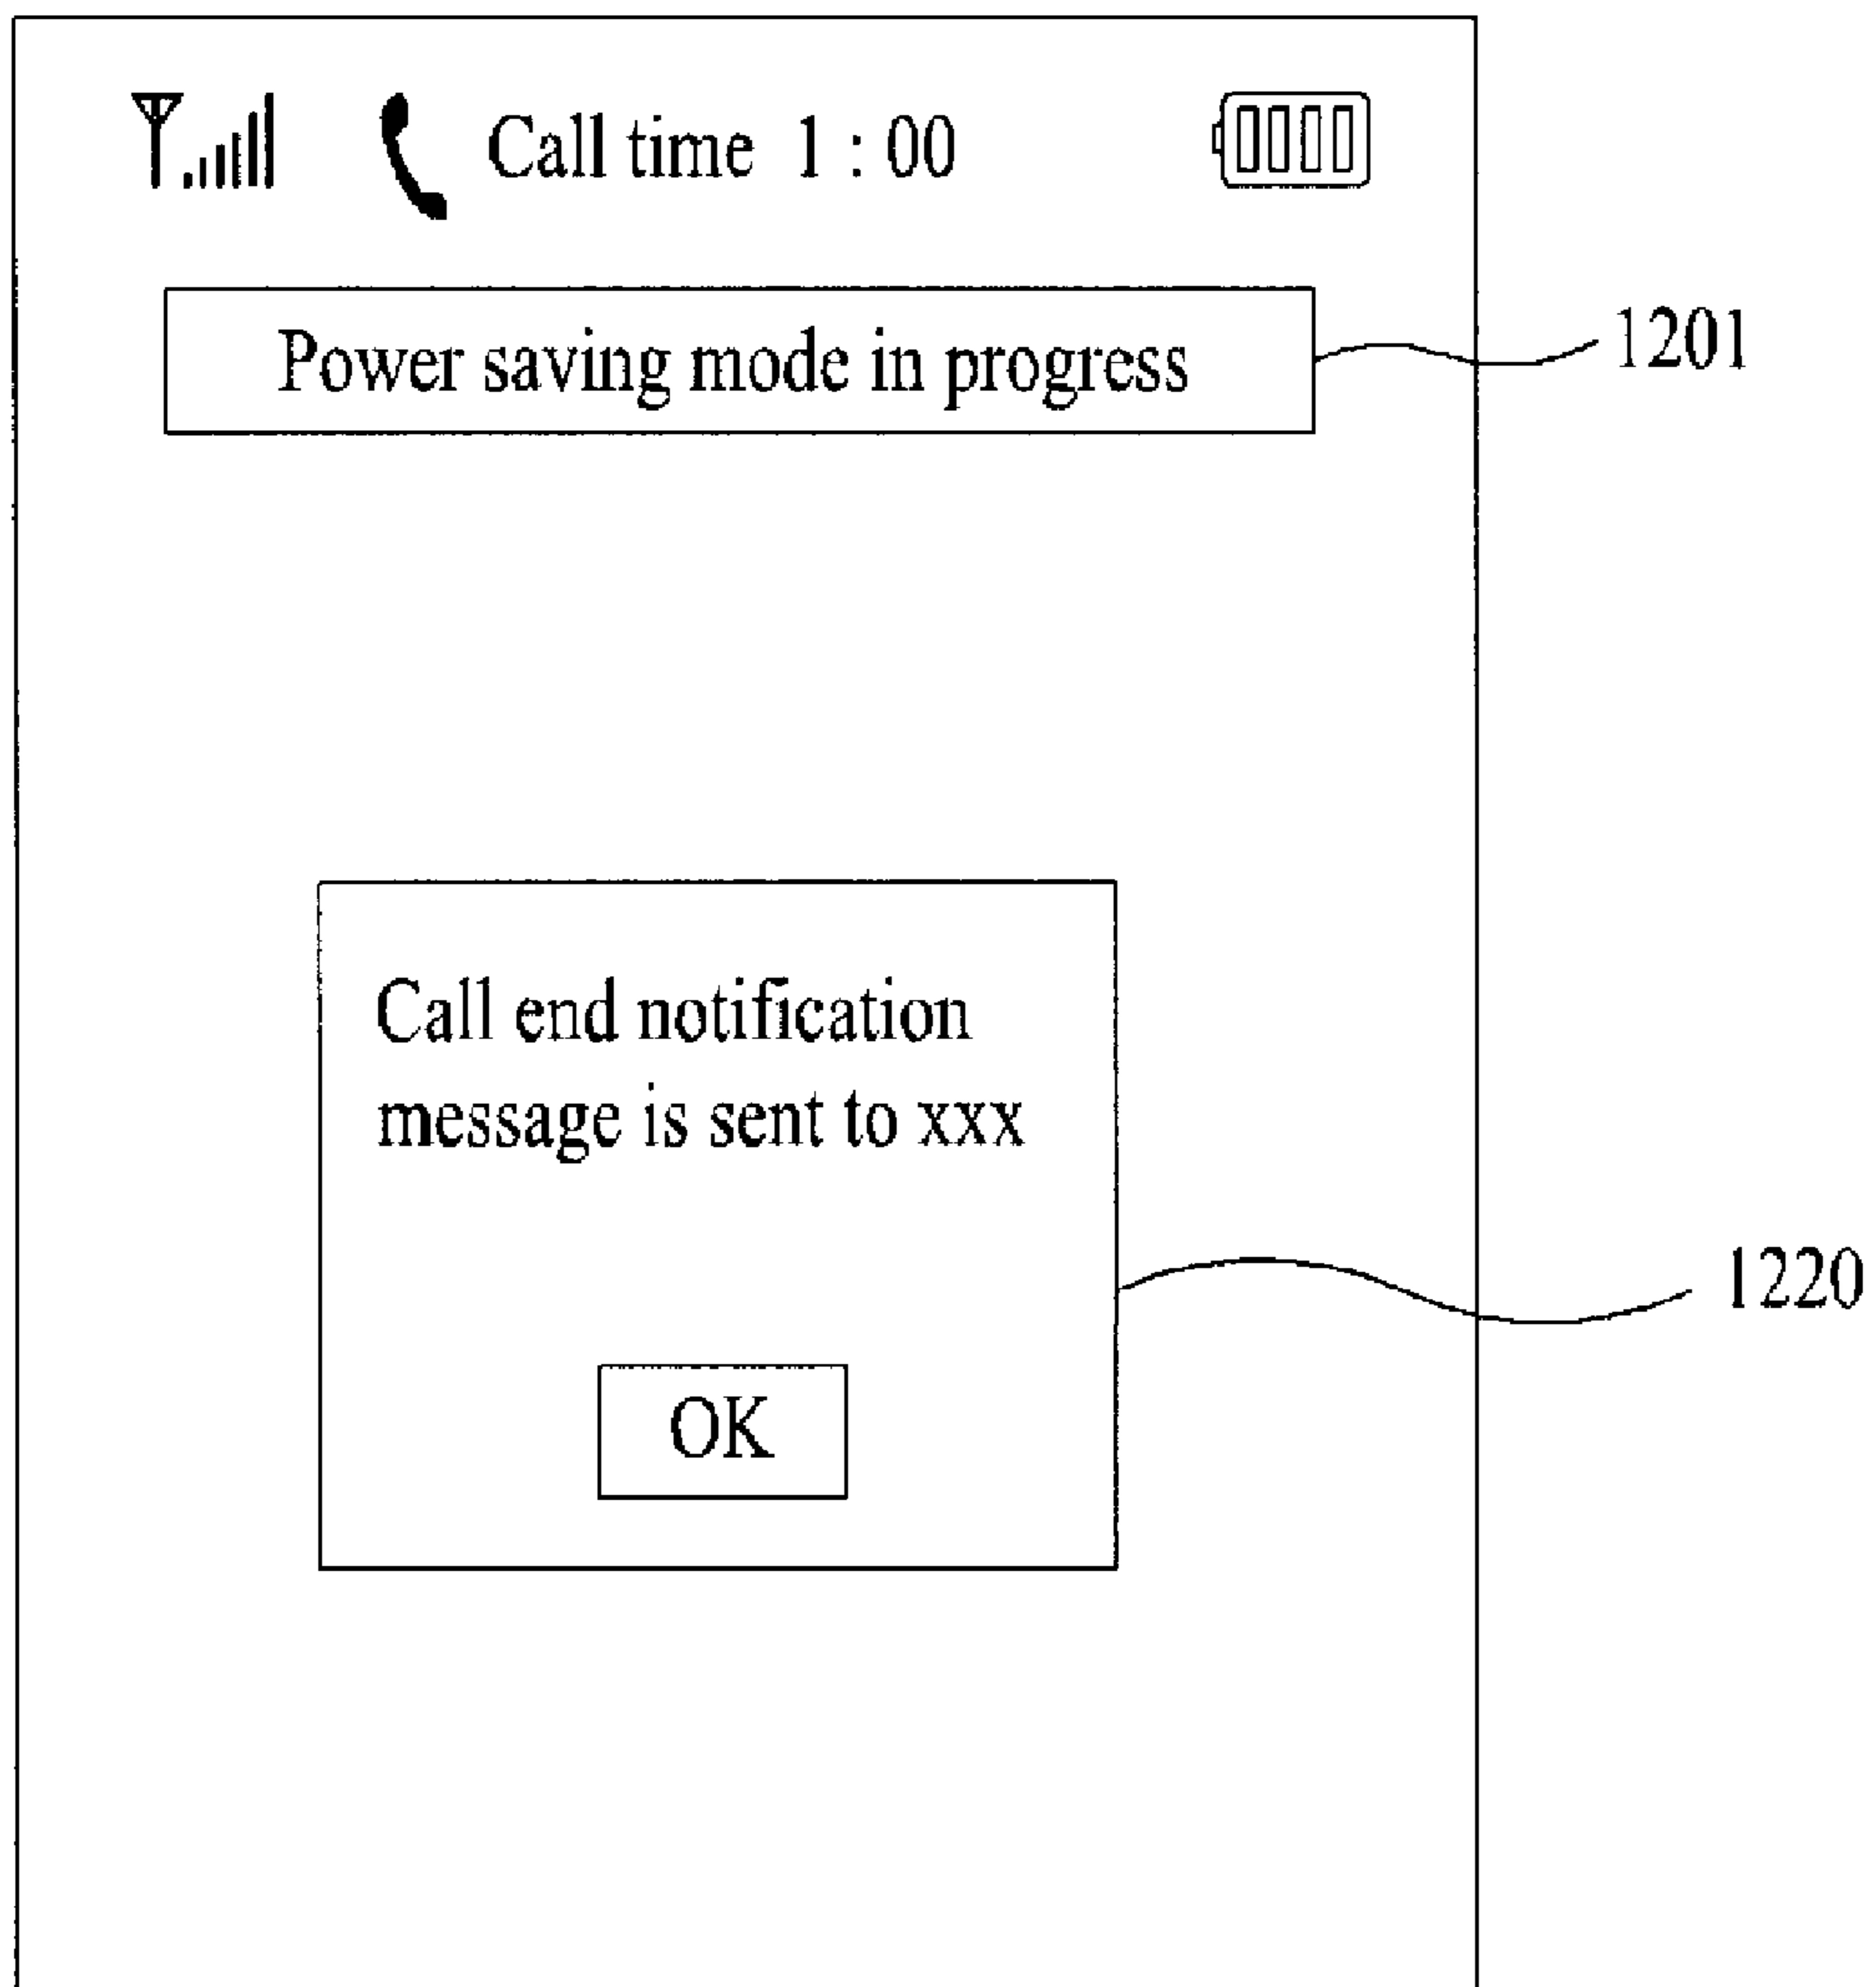 Call time 1 : 00
Power saving mode in progress
1201
Call end notification
message is sent to xxx
1220
OK